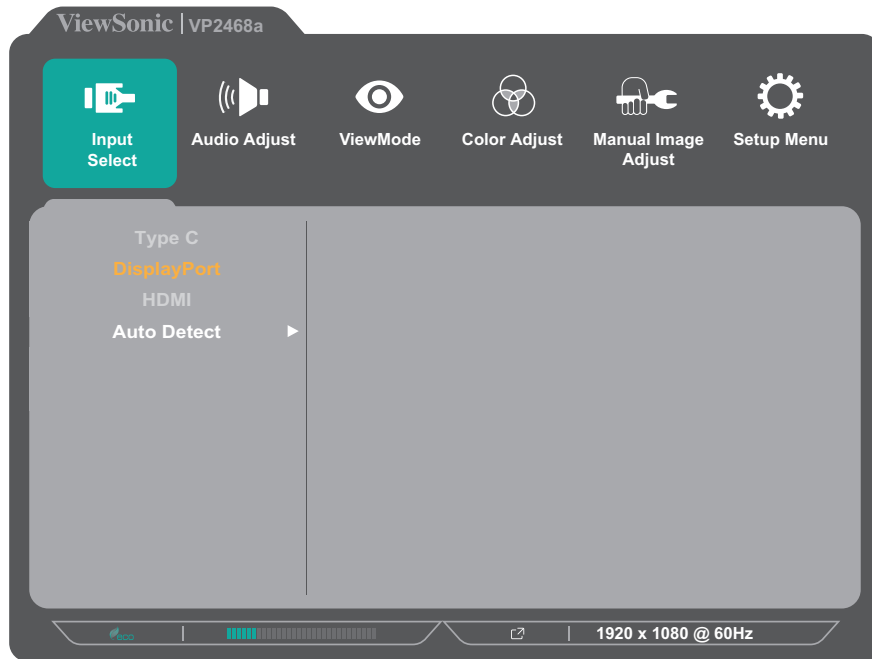 ViewSonic | VP2468a
Input
Select
Audio Adjust
ViewMode
Color Adjust
Manual Image
Adjust
Setup Menu
Type C
DisplayPort
HDMI
Auto Detect
eco
1920 x 1080 @ 60Hz